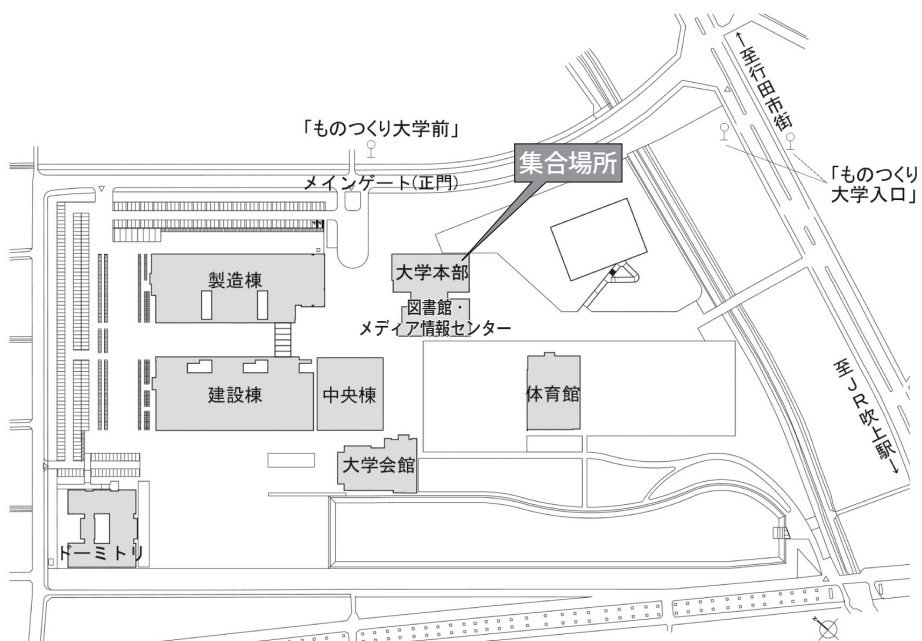 ←至行田市街
「ものつくり大学前」
集合場所
メインゲート(正門)
「ものつくり
大学入口」
製造棟
大学本部
図書館・
メディア情報センター
建設棟
中央棟
体育館
至JR吹上駅→
大学会館
ドーミトリ